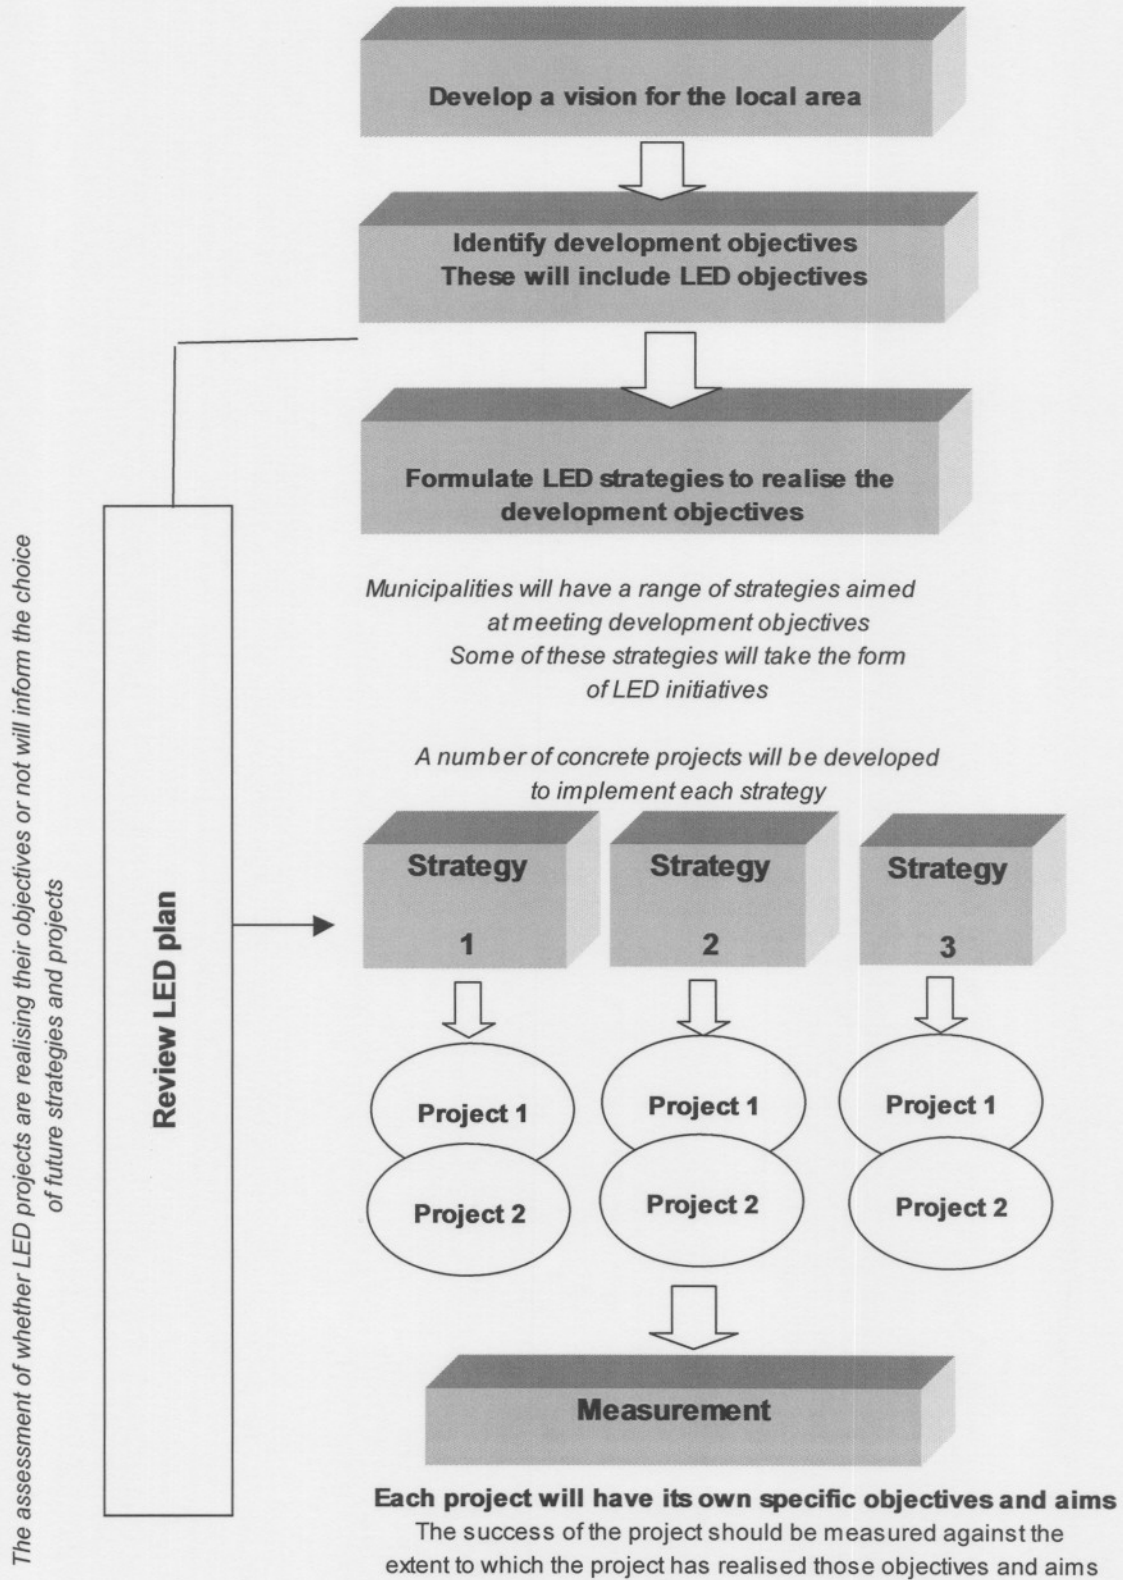 Develop a vision for the local area
Identify development objectives
These will include LED objectives
Formulate LED strategies to realise the
development objectives
Municipalities will have a range of strategies aimed
at meeting development objectives
Some of these strategies will take the form
of LED initiatives
A number of concrete projects will be developed
to implement each strategy
Strategy
1
Strategy
2
Strategy
3
Project 1
Project 2
Project 1
Project 2
Project 1
Project 2
Measurement
Each project will have its own specific objectives and aims
The success of the project should be measured against the
extent to which the project has realised those objectives and aims
Review LED plan
The assessment of whether LED projects are realising their objectives or not will inform the choice
of future strategies and projects